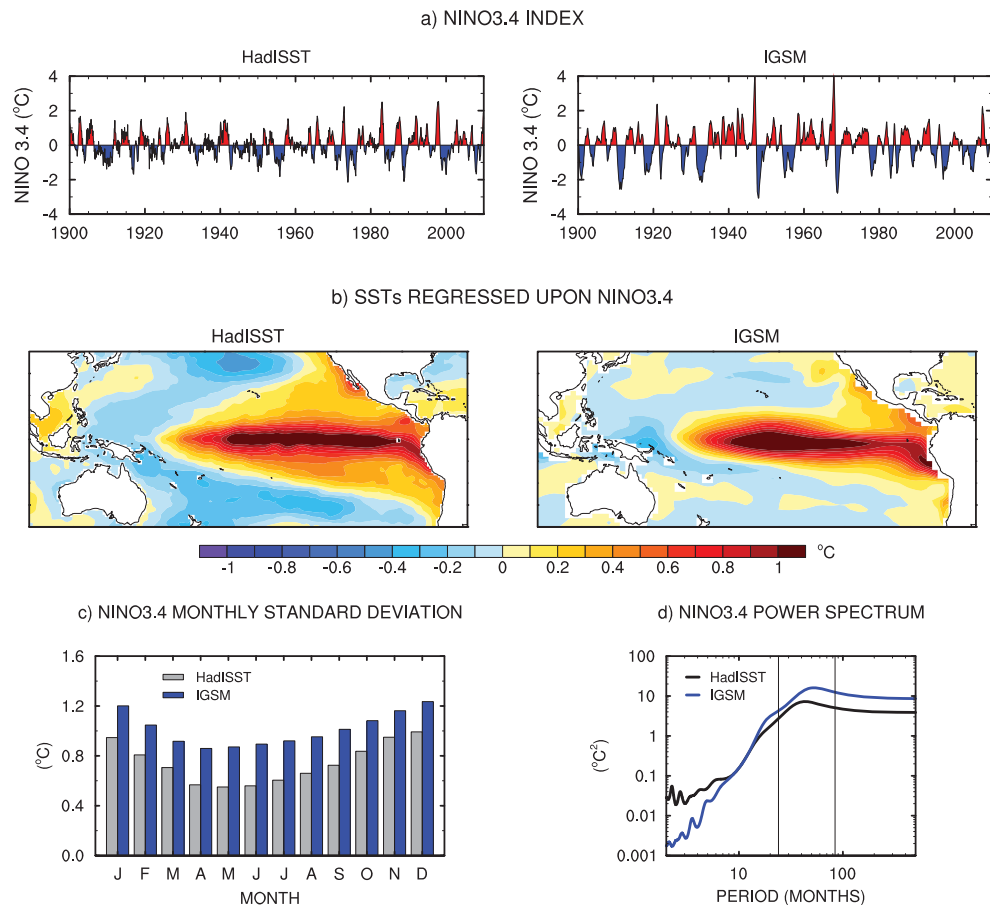 a) NINO3.4 INDEX
HadISST
IGSM
NINO 3.4 (°C)
4
2
0
-2
-4
1900 1920 1940 1960 1980 2000
NINO 3.4 (°C)
4
2
0
-2
-4
1900 1920 1940 1960 1980 2000
b) SSTs REGRESSED UPON NINO3.4
HadISST
IGSM
-1 -0.8 -0.6 -0.4 -0.2 0 0.2 0.4 0.6 0.8 1
°C
c) NINO3.4 MONTHLY STANDARD DEVIATION
(°C)
1.6
1.2
0.8
0.4
0.0
HadISST
IGSM
J F M A M J J A S O N D
MONTH
d) NINO3.4 POWER SPECTRUM
(°C²)
100
10
1
0.1
0.01
0.001
HadISST
IGSM
10 100
PERIOD (MONTHS)